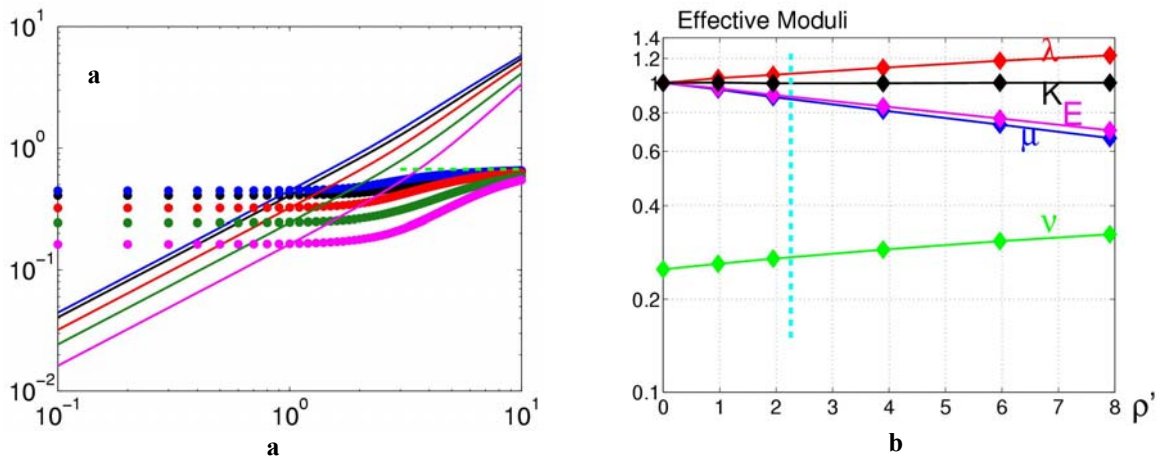 10^1
a
10^0
10^-1
10^-2
10^-1 10^0 10^1
a
Effective Moduli
1.4
1.2
1
0.8
0.6
0.4
0.2
0.1
λ
K
E
μ
ν
0 1 2 3 4 5 6 7 8 ρ'
b